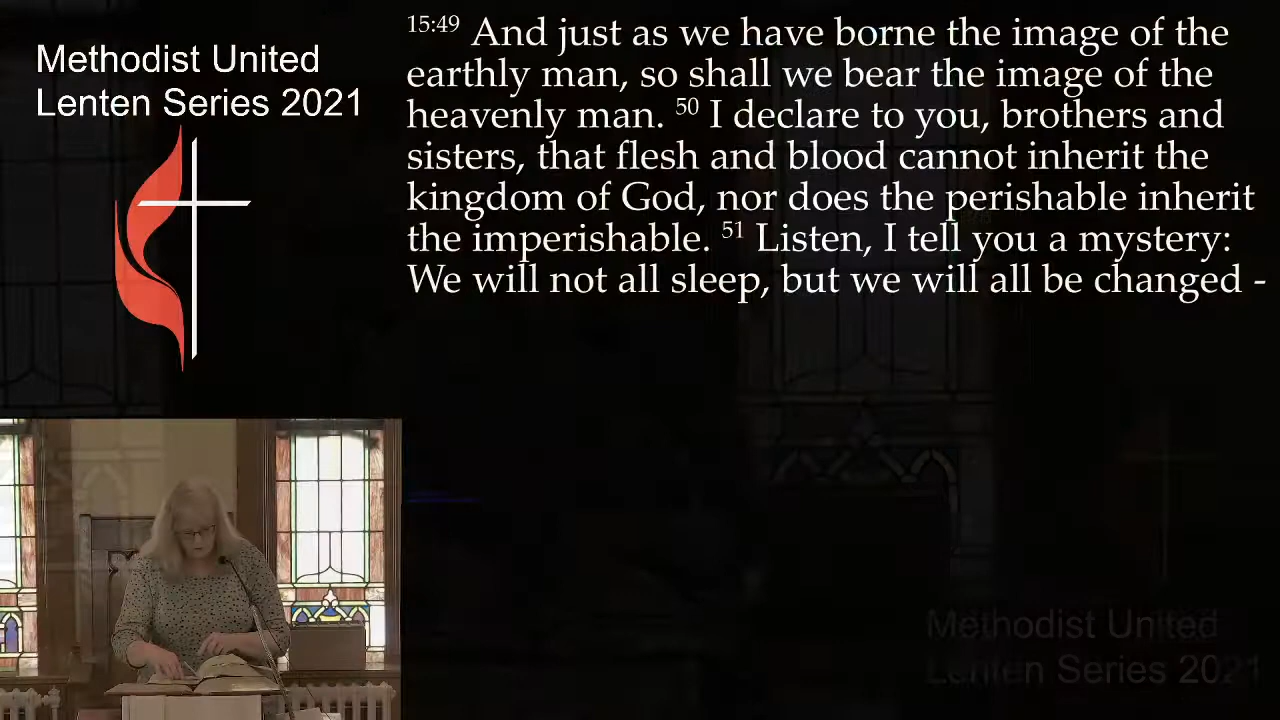 Methodist United
Lenten Series 2021
15:49 And just as we have borne the image of the
earthly man, so shall we bear the image of the
heavenly man. 50 I declare to you, brothers and
sisters, that flesh and blood cannot inherit the
kingdom of God, nor does the perishable inherit
the imperishable. 51 Listen, I tell you a mystery:
We will not all sleep, but we will all be changed -
Methodist United
Lenten Series 2021